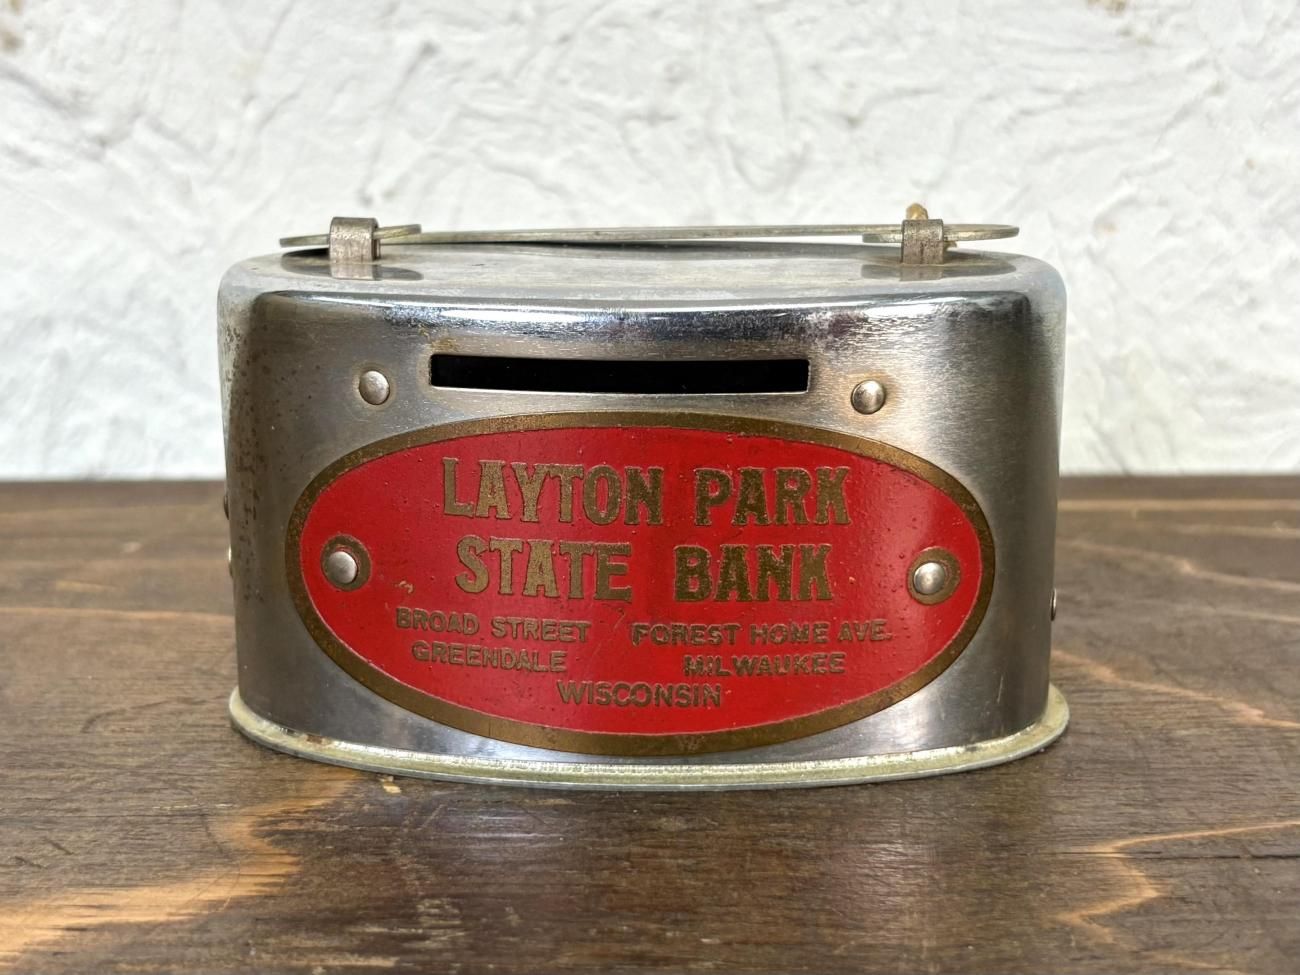 LAYTON PARK
STATE BANK
BROAD STREET FOREST HOME AVE.
GREENDALE MILWAUKEE
WISCONSIN